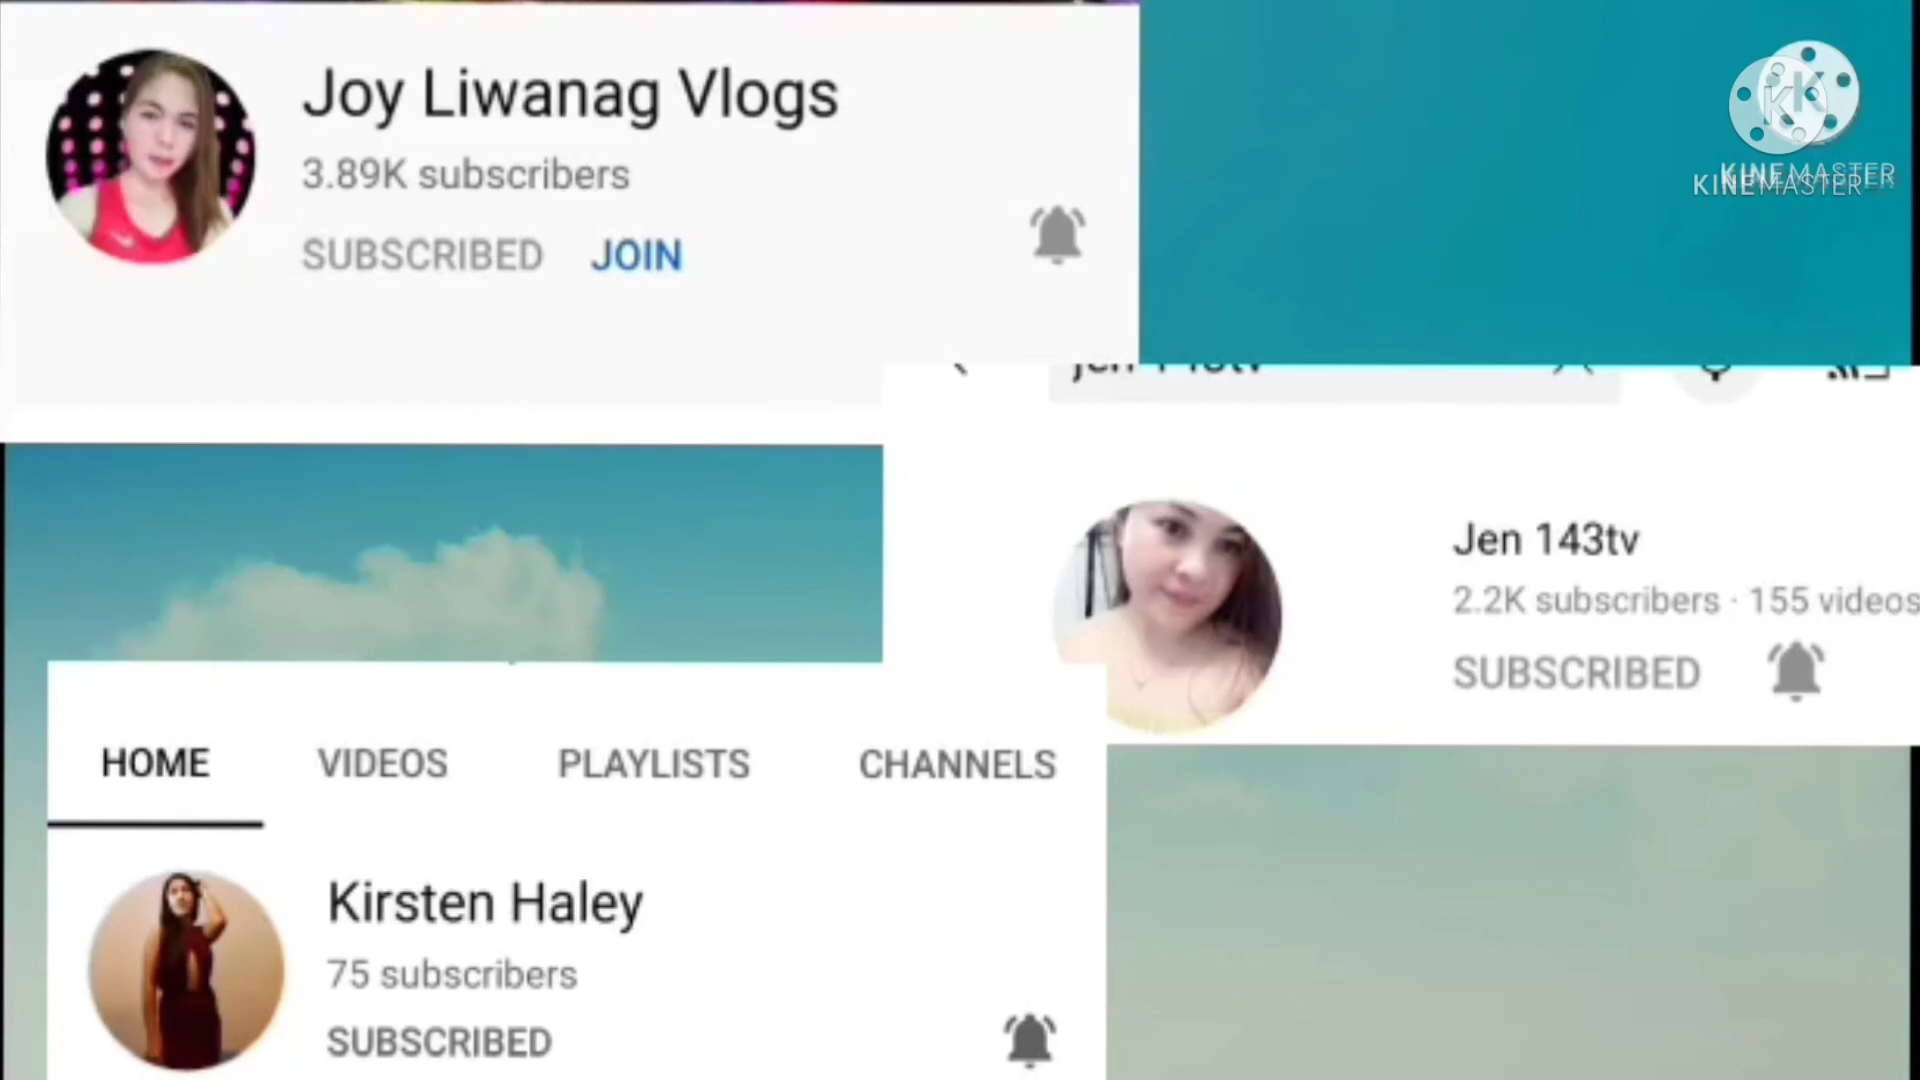 Joy Liwanag Vlogs
3.89K subscribers
SUBSCRIBED JOIN
KINEMASTER
KINEMASTER
Jen 143tv
2.2K subscribers · 155 videos
SUBSCRIBED
HOME VIDEOS PLAYLISTS CHANNELS
Kirsten Haley
75 subscribers
SUBSCRIBED